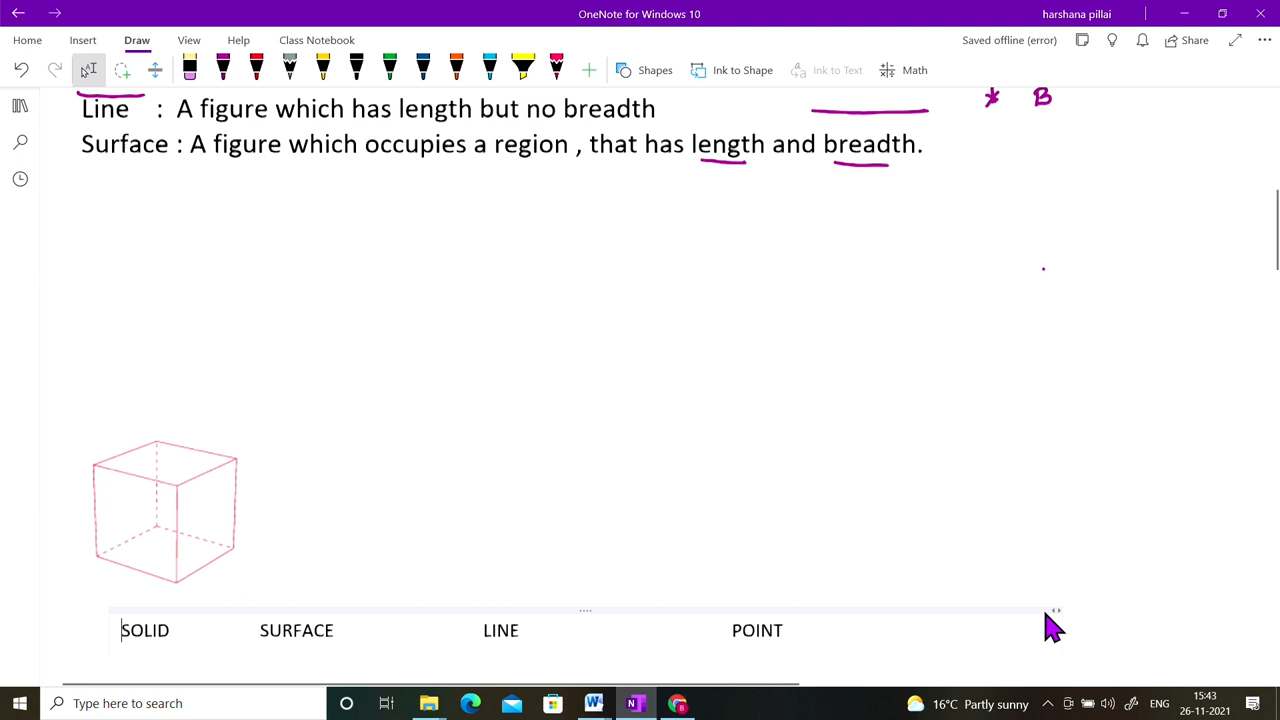 OneNote for Windows 10
harshana pillai
Home Insert Draw View Help Class Notebook
Saved offline (error) Share
Shapes Ink to Shape Ink to Text Math
Line : A figure which has length but no breadth
B
Surface : A figure which occupies a region , that has length and breadth.
SOLID SURFACE LINE POINT
Type here to search
16°C Partly sunny ENG
15:43
26-11-2021